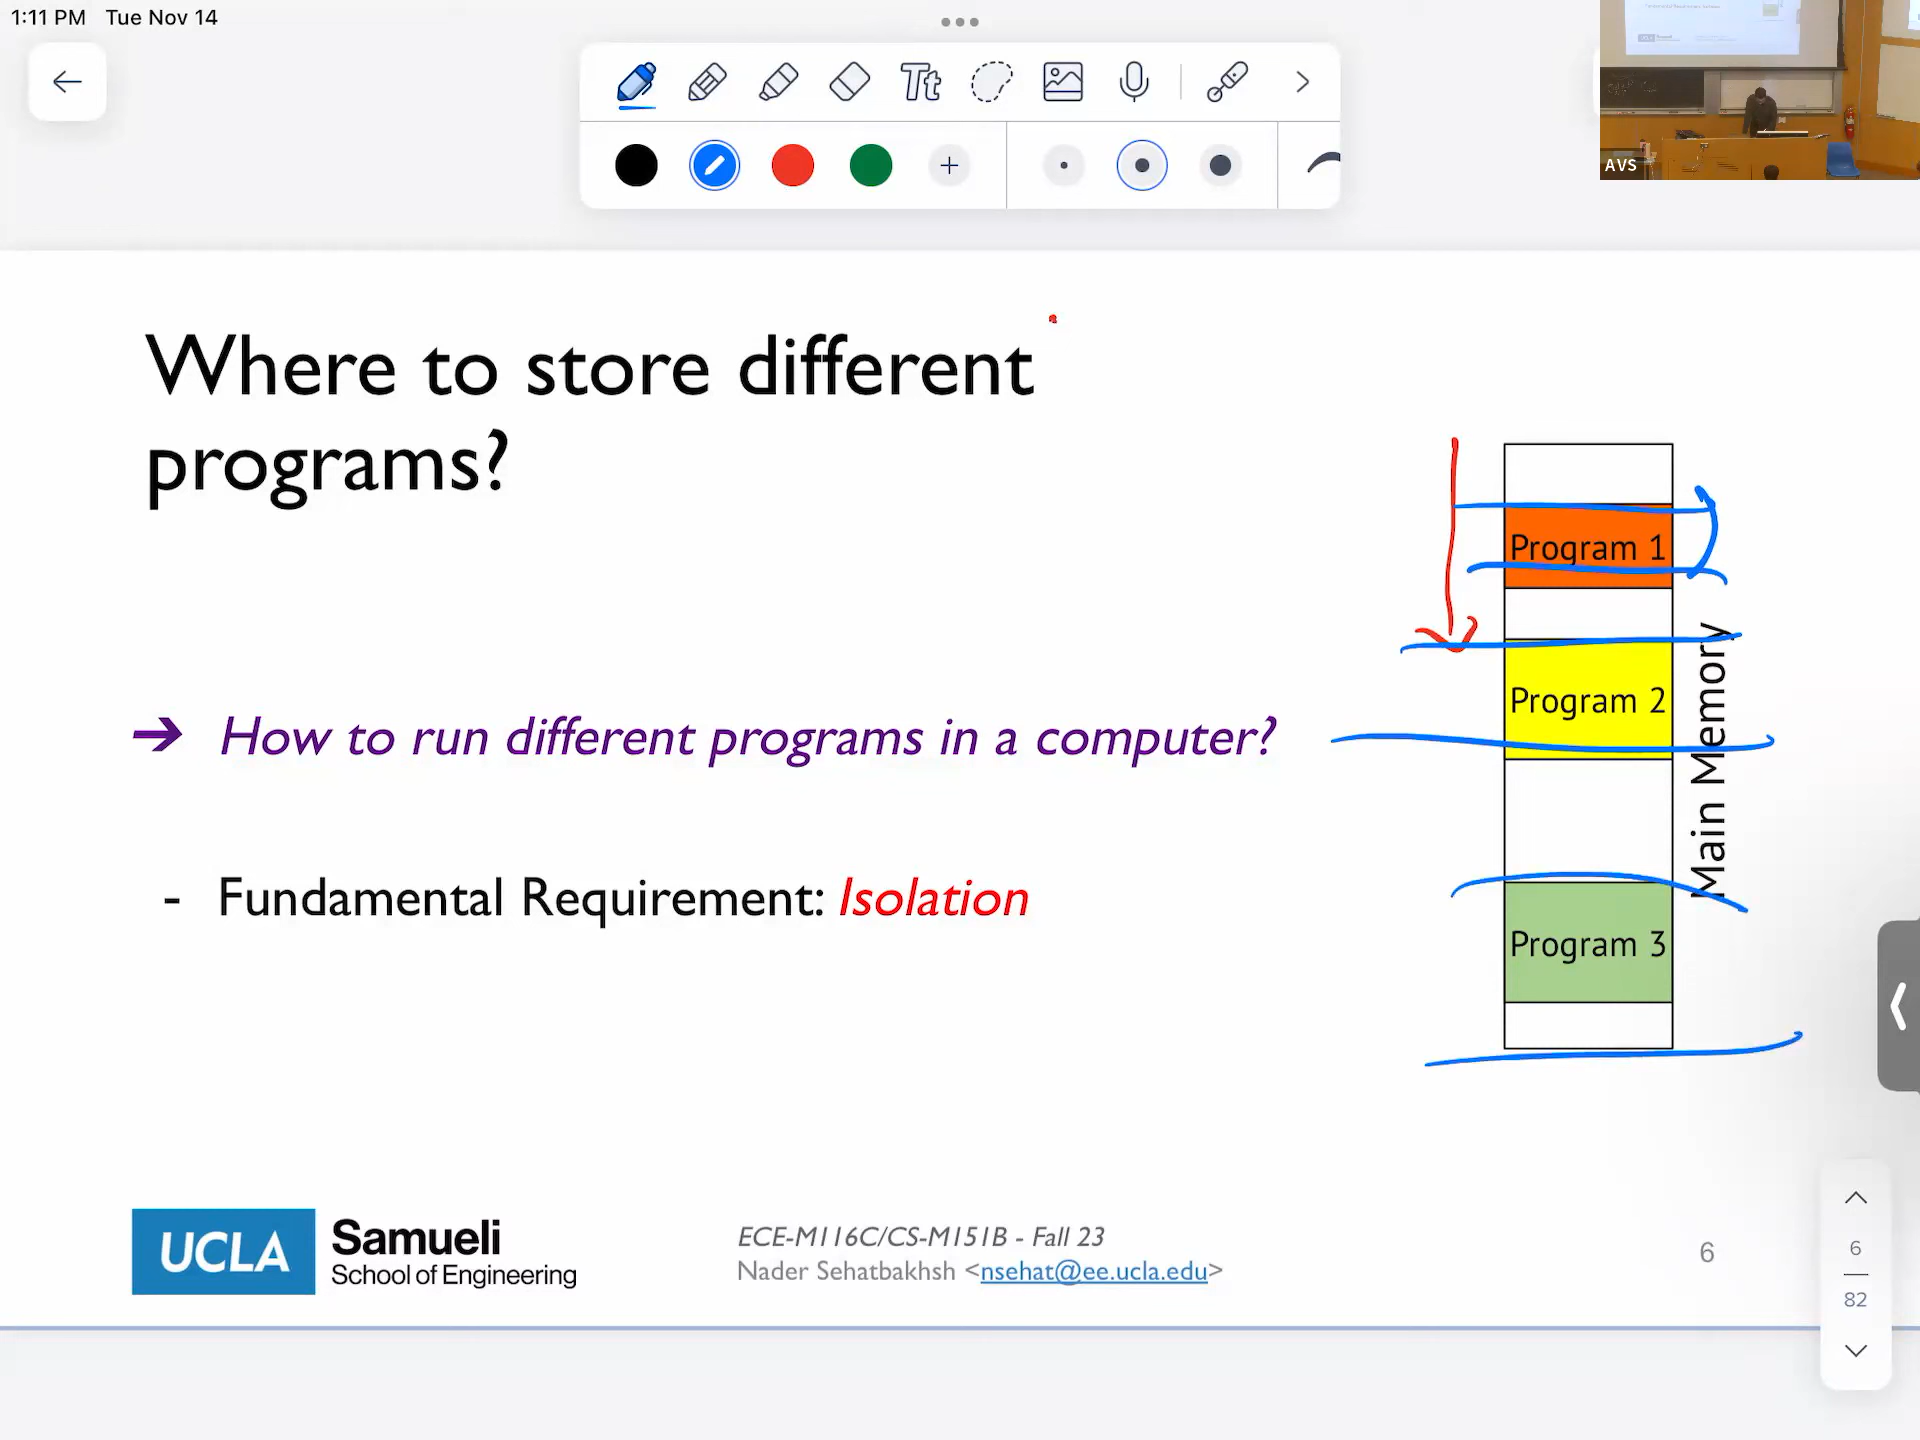 1:11 PM Tue Nov 14
Tt
AVS
Where to store different
programs?
➔ How to run different programs in a computer?
- Fundamental Requirement: Isolation
Program 1
Program 2
Program 3
Main Memory
UCLA Samueli
School of Engineering
ECE-M116C/CS-M151B - Fall 23
Nader Sehatbakhsh <nsehat@ee.ucla.edu>
6
6
82